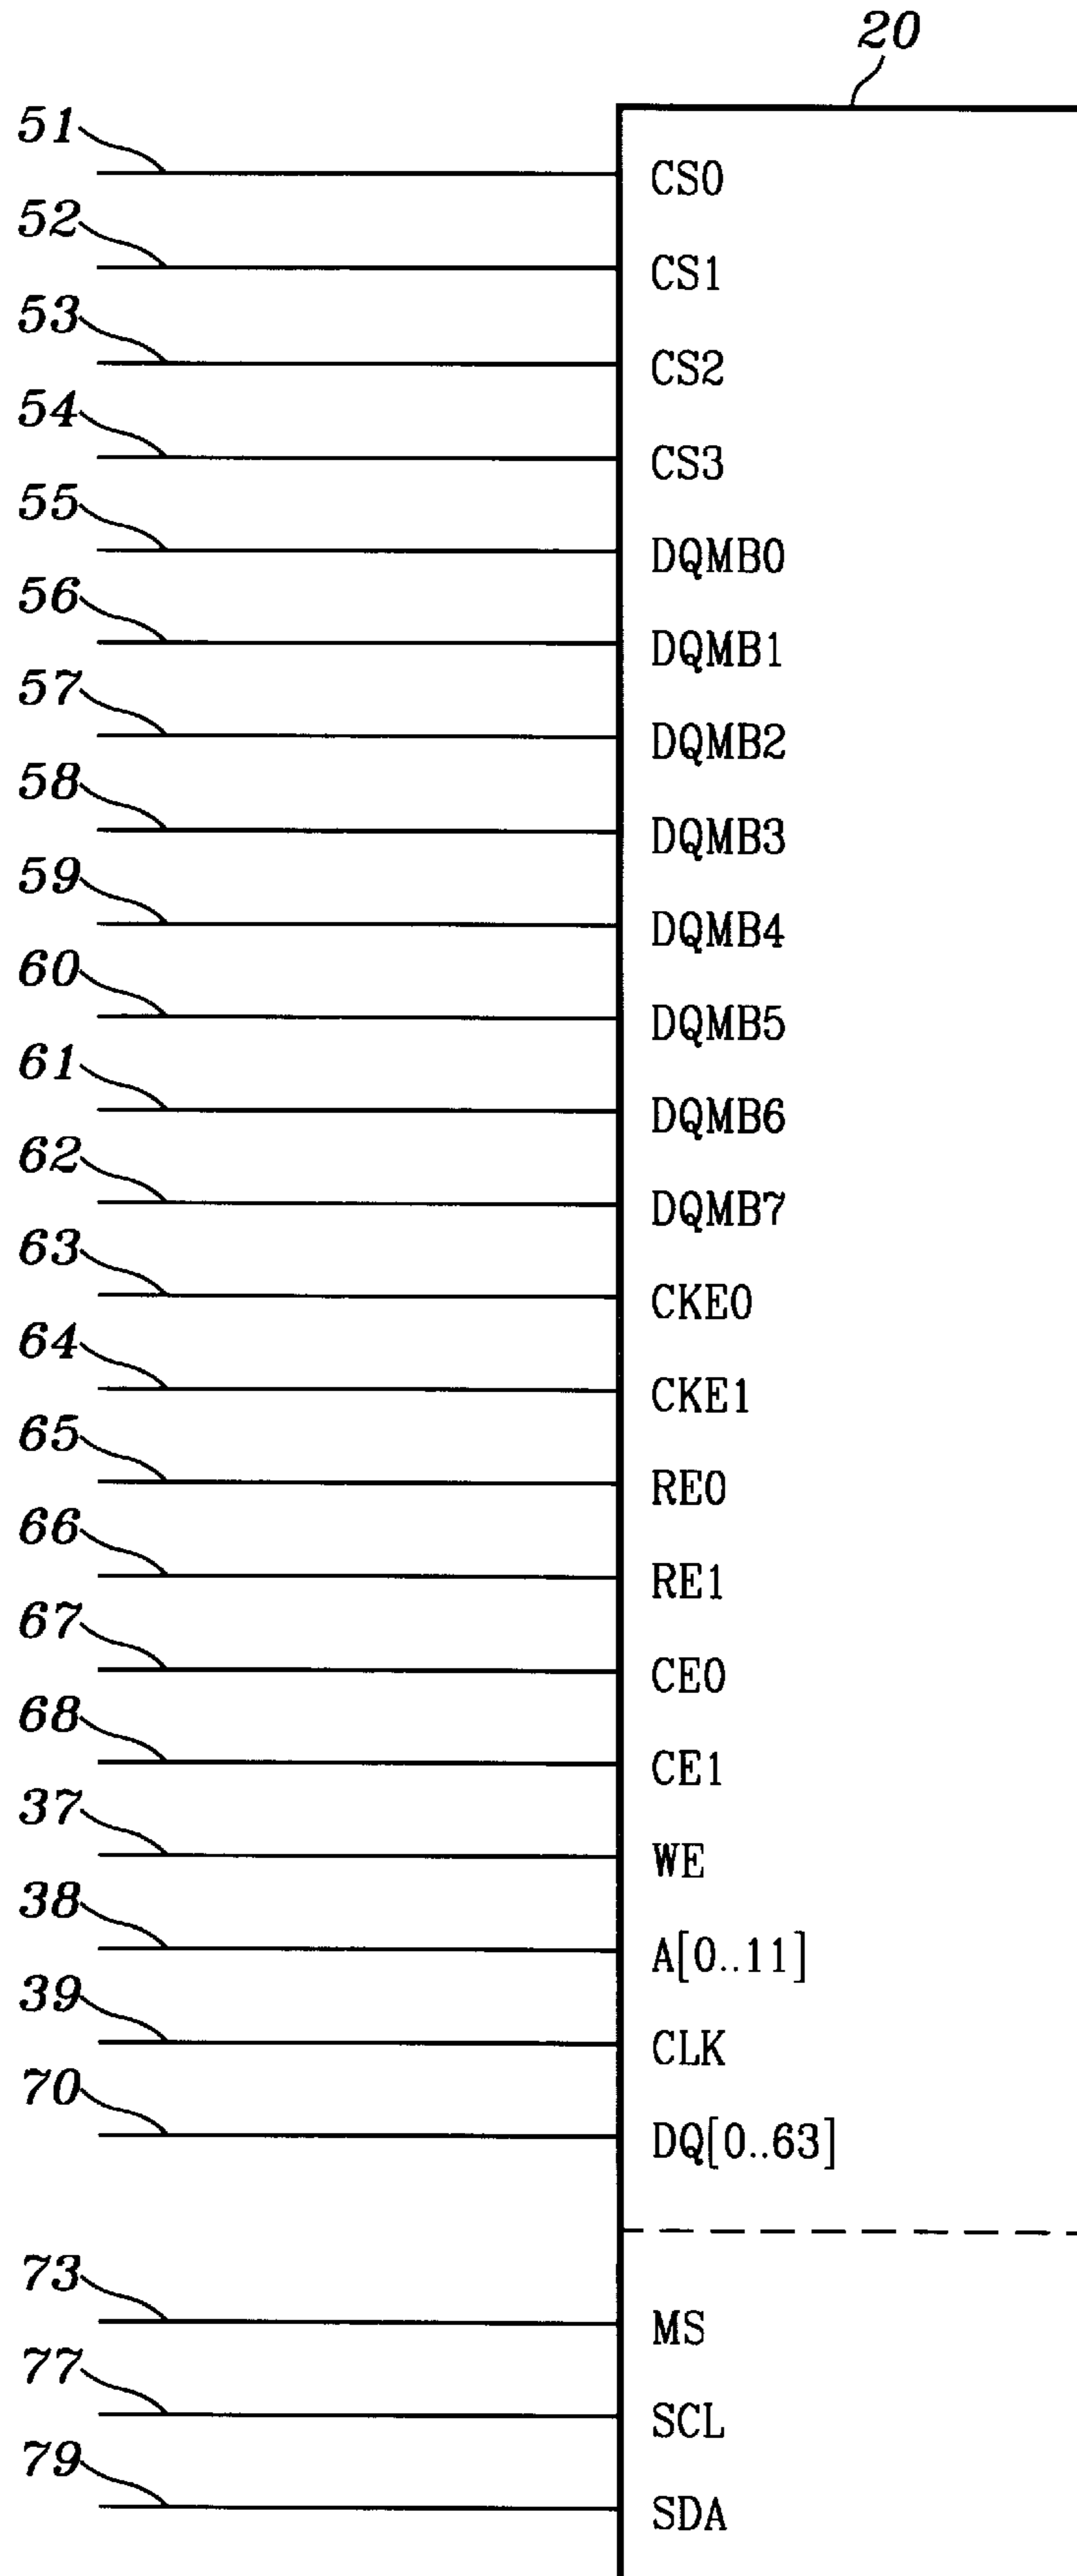 20
51
CS0
52
CS1
53
CS2
54
CS3
55
DQMB0
56
DQMB1
57
DQMB2
58
DQMB3
59
DQMB4
60
DQMB5
61
DQMB6
62
DQMB7
63
CKE0
64
CKE1
65
RE0
66
RE1
67
CE0
68
CE1
37
WE
38
A[0..11]
39
CLK
70
DQ[0..63]
73
MS
77
SCL
79
SDA